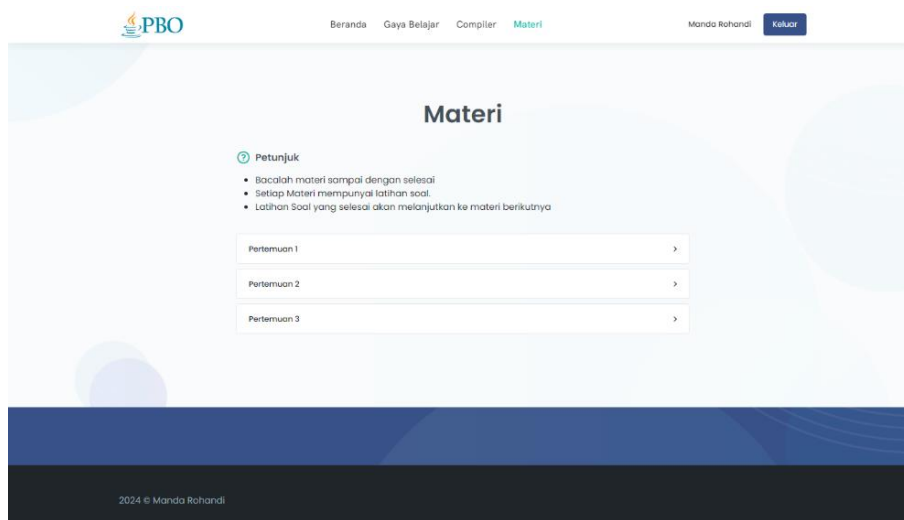 PBO
Beranda Gaya Belajar Compiler Materi
Manda Rohandi Keluar
Materi
Petunjuk
Bacalah materi sampai dengan selesai
Setiap Materi mempunyai latihan soal.
Latihan Soal yang selesai akan melanjutkan ke materi berikutnya
Pertemuan 1
Pertemuan 2
Pertemuan 3
2024 © Manda Rohandi